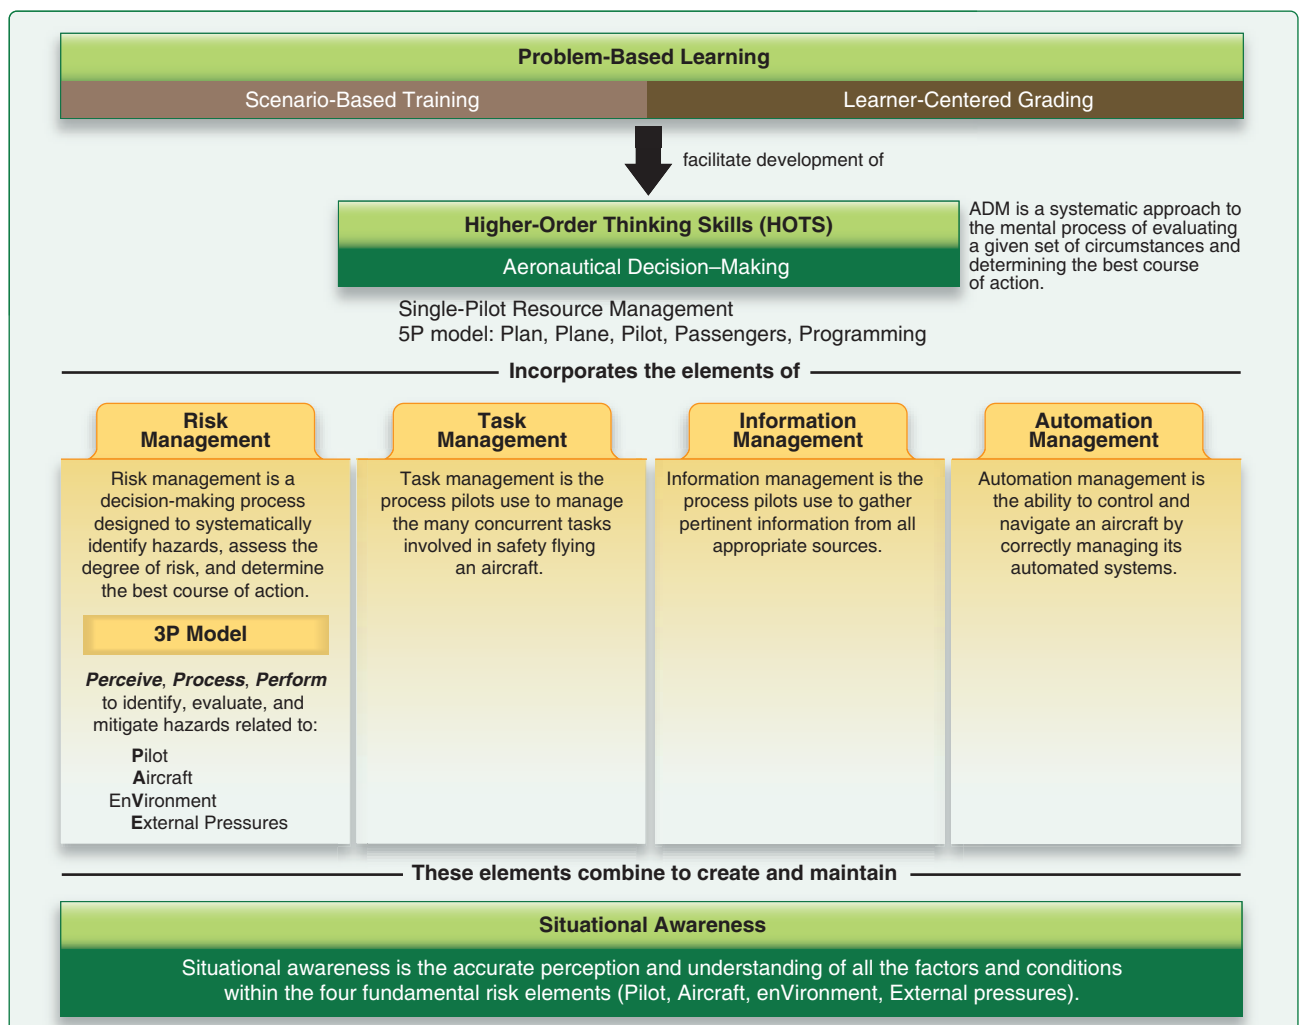 Problem-Based Learning
Scenario-Based Training
Learner-Centered Grading
facilitate development of
Higher-Order Thinking Skills (HOTS)
Aeronautical Decision–Making
ADM is a systematic approach to
the mental process of evaluating
a given set of circumstances and
determining the best course
of action.
Single-Pilot Resource Management
5P model: Plan, Plane, Pilot, Passengers, Programming
Incorporates the elements of
Risk
Management
Risk management is a
decision-making process
designed to systematically
identify hazards, assess the
degree of risk, and determine
the best course of action.
3P Model
Perceive, Process, Perform
to identify, evaluate, and
mitigate hazards related to:
Pilot
Aircraft
EnVironment
External Pressures
Task
Management
Task management is the
process pilots use to manage
the many concurrent tasks
involved in safety flying
an aircraft.
Information
Management
Information management is the
process pilots use to gather
pertinent information from all
appropriate sources.
Automation
Management
Automation management is
the ability to control and
navigate an aircraft by
correctly managing its
automated systems.
These elements combine to create and maintain
Situational Awareness
Situational awareness is the accurate perception and understanding of all the factors and conditions
within the four fundamental risk elements (Pilot, Aircraft, enVironment, External pressures).